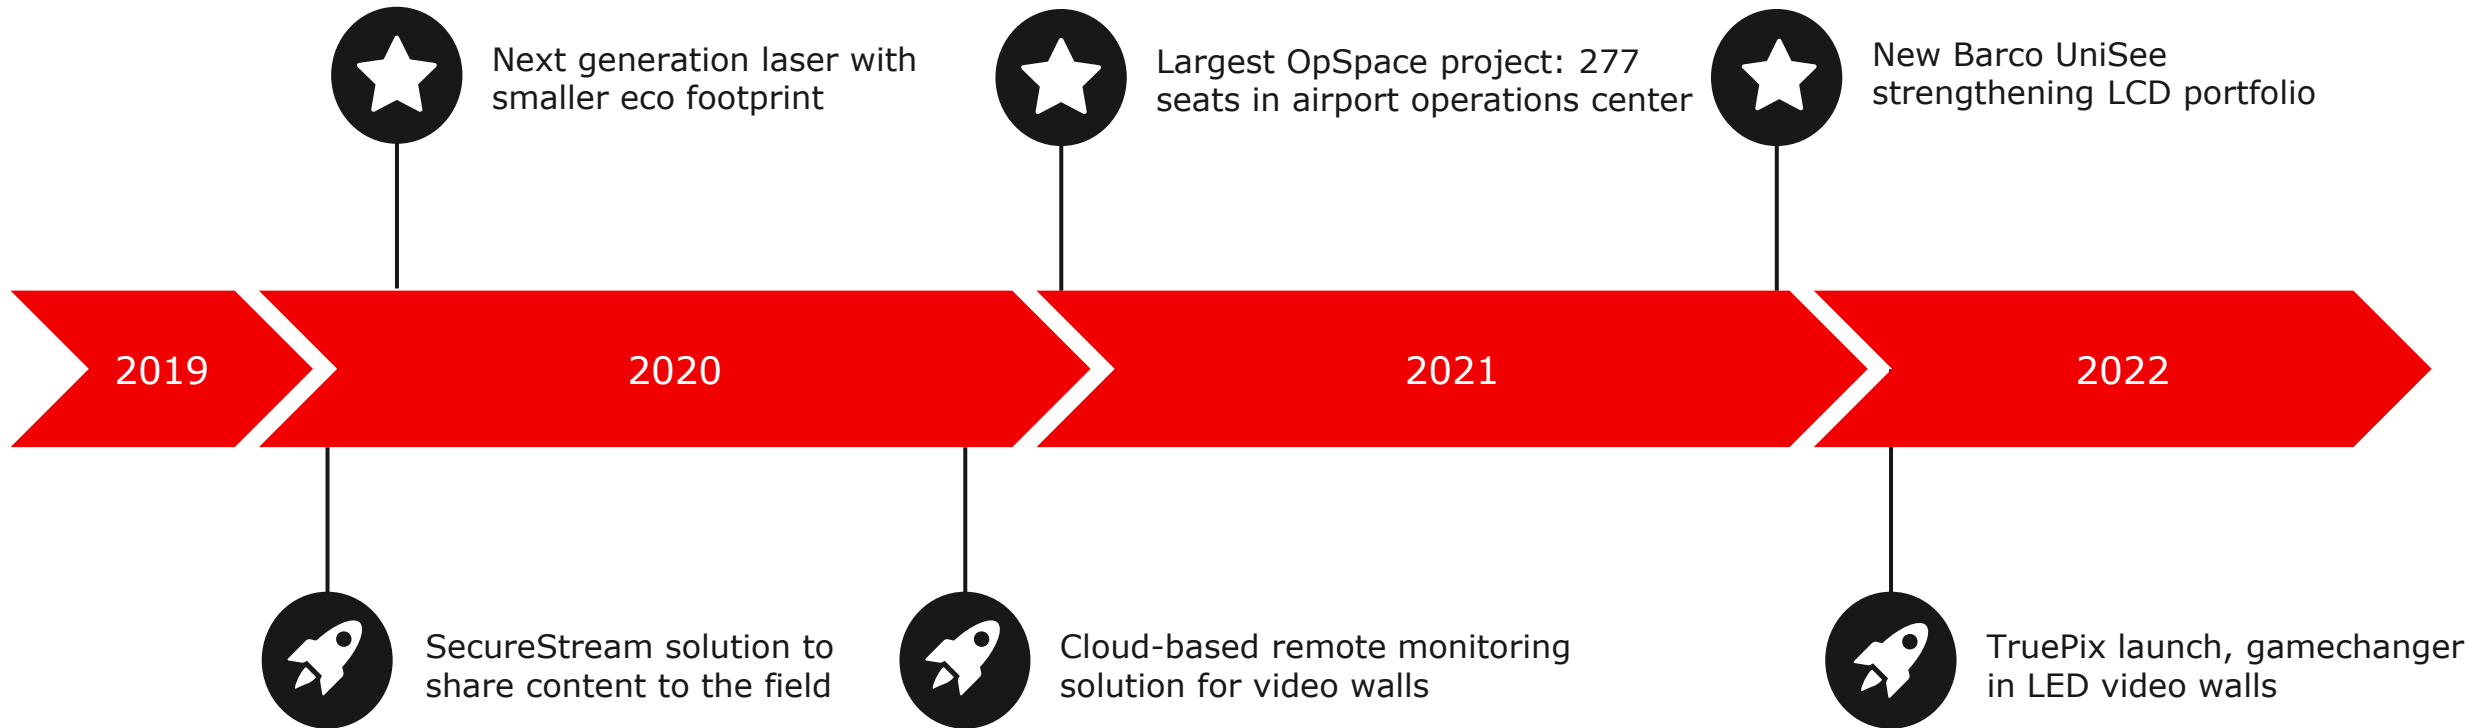 Next generation laser with
smaller eco footprint
Largest OpSpace project: 277
seats in airport operations center
New Barco UniSee
strengthening LCD portfolio
2019
2020
2021
2022
SecureStream solution to
share content to the field
Cloud-based remote monitoring
solution for video walls
TruePix launch, gamechanger
in LED video walls